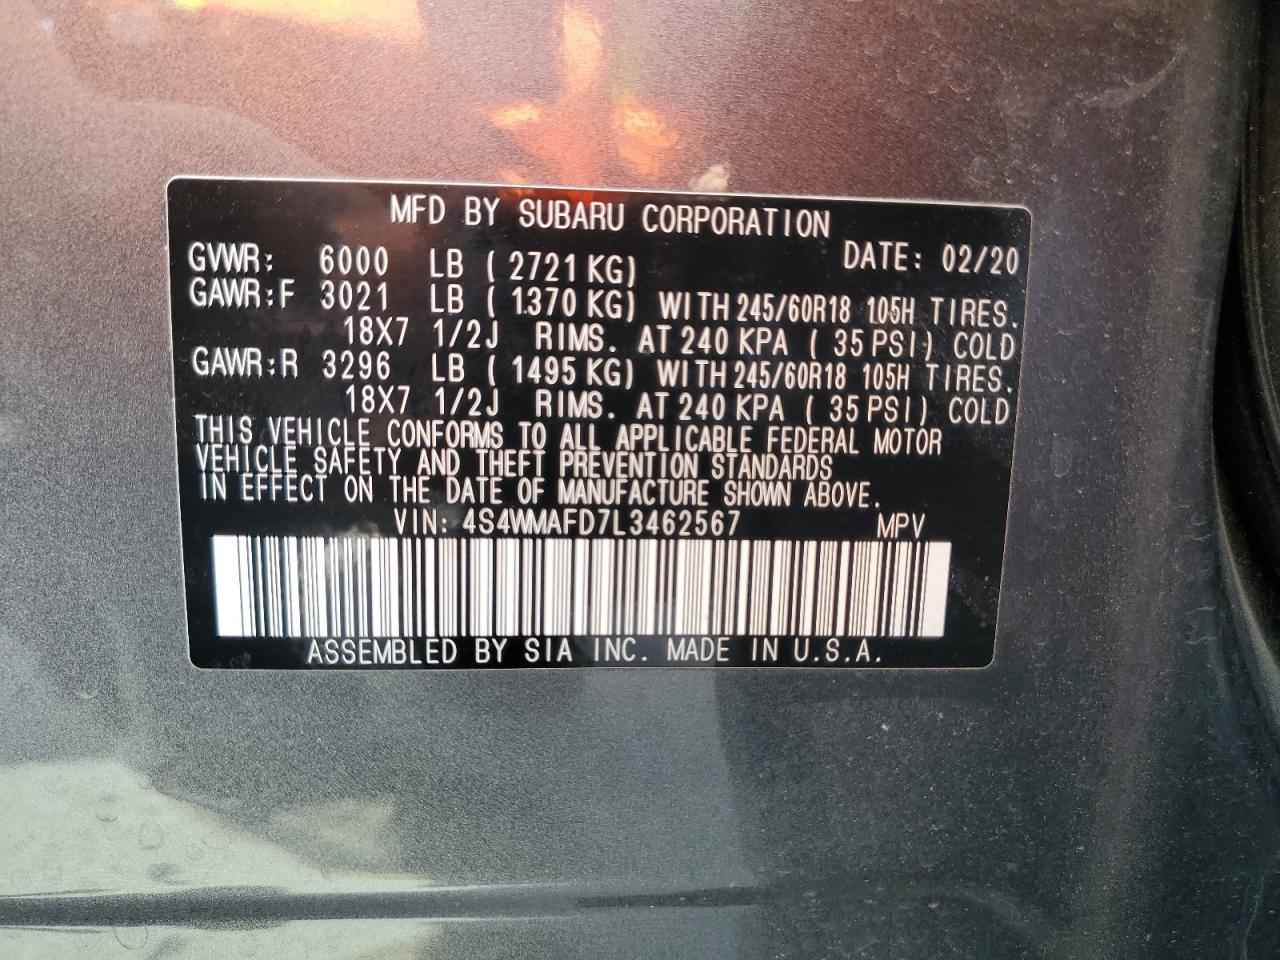 MFD BY SUBARU CORPORATION
GVWR: 6000 LB ( 2721 KG) DATE: 02/20
GAWR:F 3021 LB ( 1370 KG) WITH 245/60R18 105H TIRES.
18X7 1/2J RIMS. AT 240 KPA ( 35 PSI) COLD
GAWR:R 3296 LB ( 1495 KG) WITH 245/60R18 105H TIRES.
18X7 1/2J RIMS. AT 240 KPA ( 35 PSI) COLD
THIS VEHICLE CONFORMS TO ALL APPLICABLE FEDERAL MOTOR
VEHICLE SAFETY AND THEFT PREVENTION STANDARDS
IN EFFECT ON THE DATE OF MANUFACTURE SHOWN ABOVE.
VIN: 4S4WMAFD7L3462567 MPV
ASSEMBLED BY SIA INC. MADE IN U.S.A.